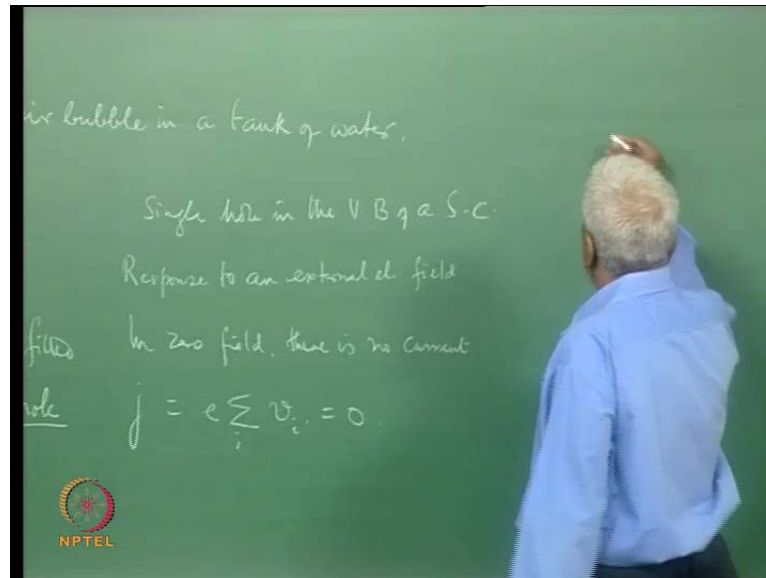 ir bubble in a tank of water.
Single hole in the V B of a S-C.
Response to an external el. field
filled In zero field, there is no current
hole j = e Σ_i v_i = 0.
NPTEL